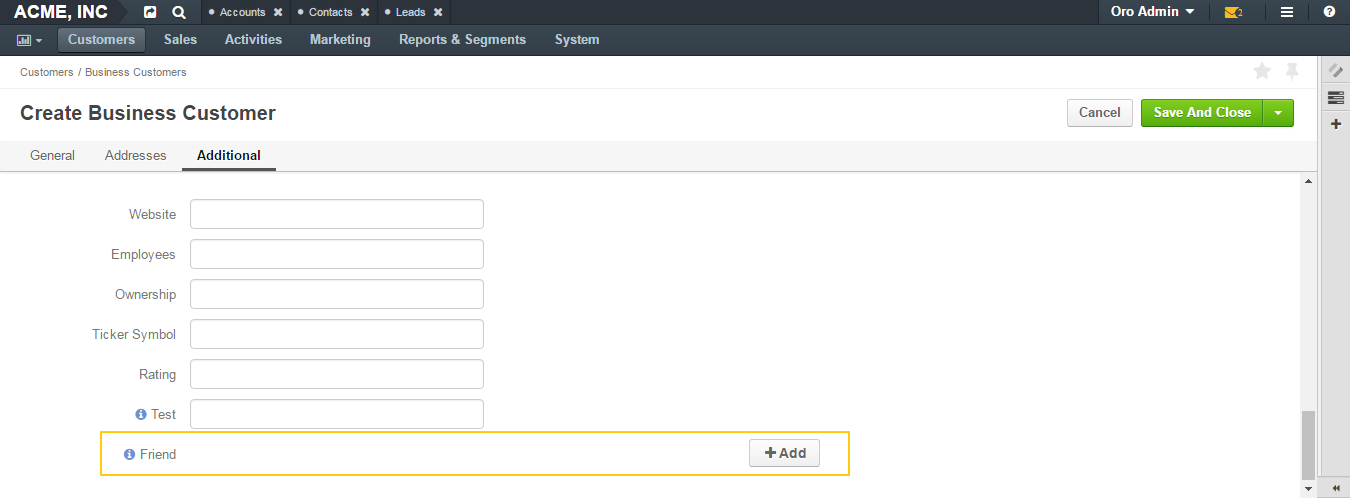 ACME, INC
Accounts
Contacts
Leads
Oro Admin
2
Customers
Sales
Activities
Marketing
Reports & Segments
System
Customers / Business Customers
Create Business Customer
Cancel
Save And Close
General
Addresses
Additional
Website
Employees
Ownership
Ticker Symbol
Rating
Test
Friend
+ Add